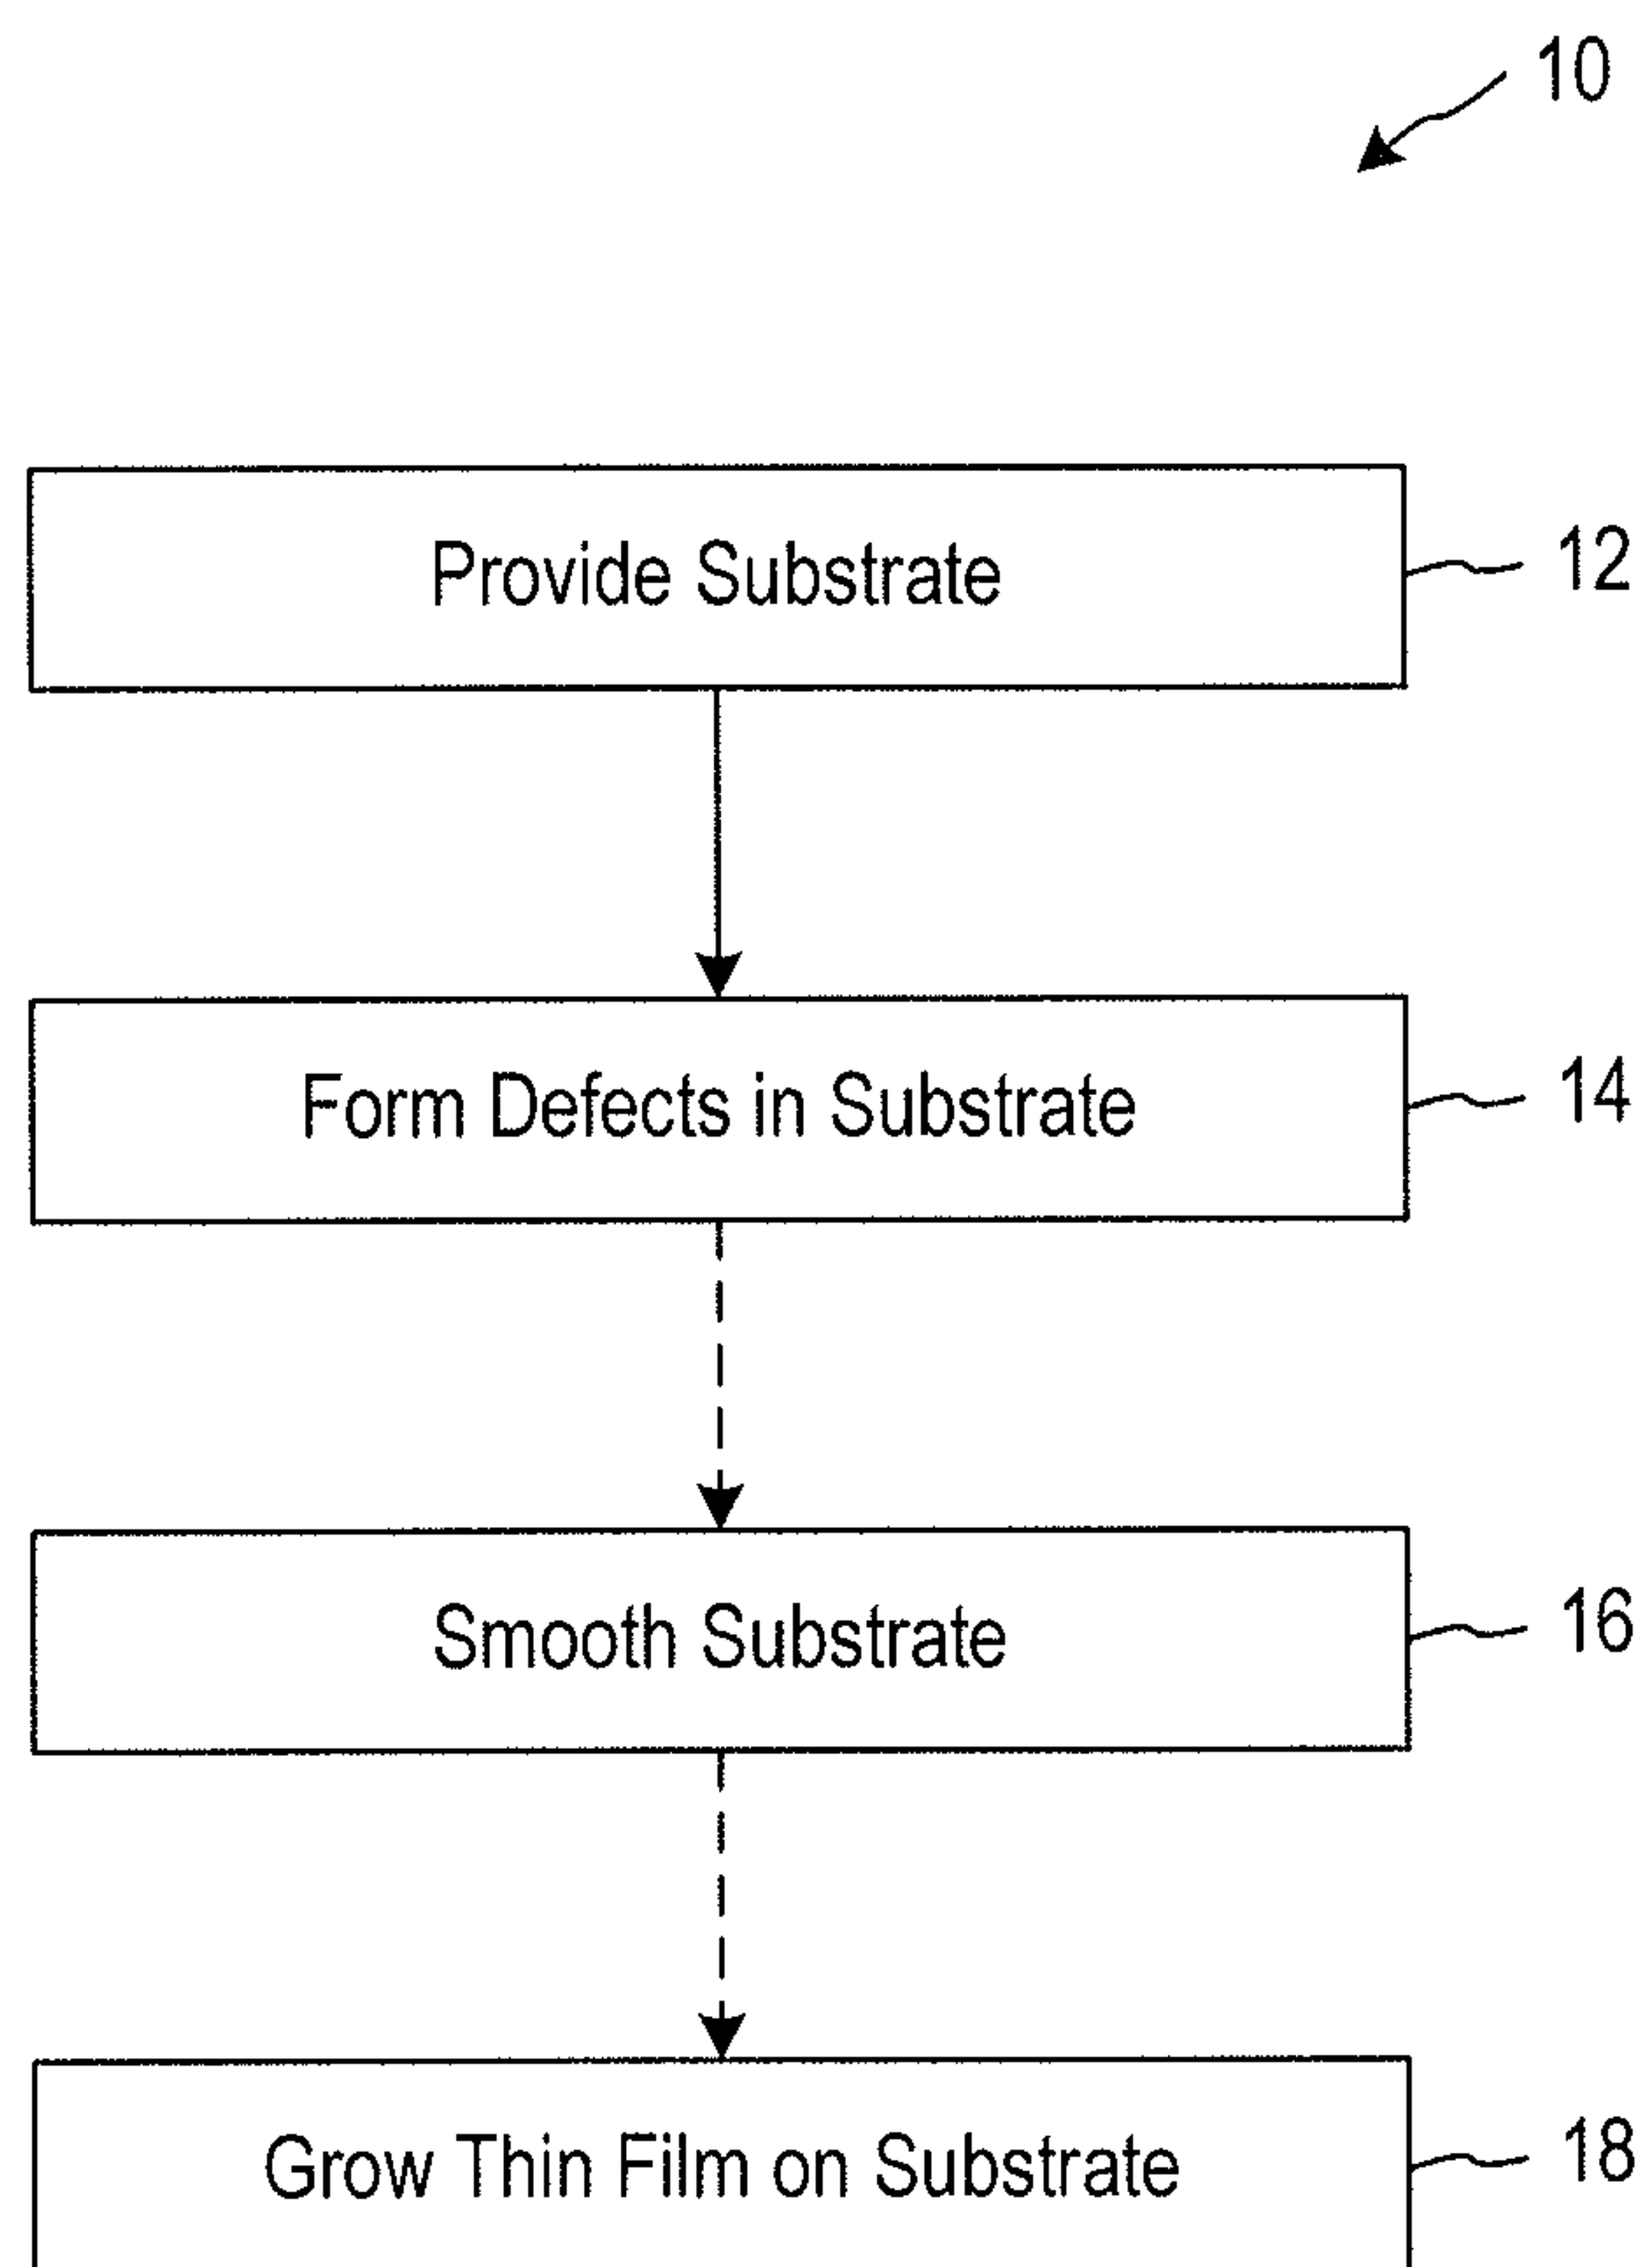 10
Provide Substrate 12
Form Defects in Substrate 14
Smooth Substrate 16
Grow Thin Film on Substrate 18